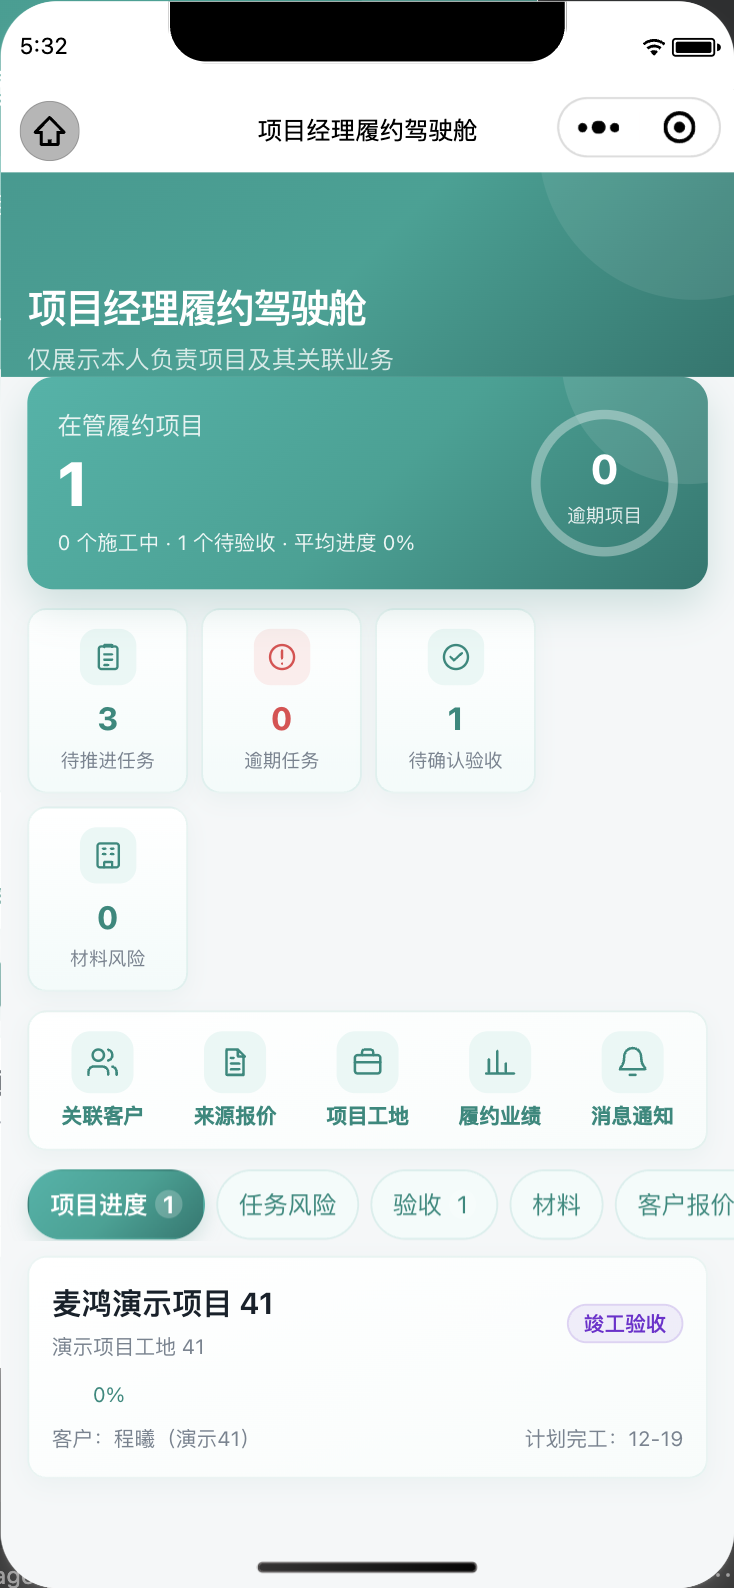 5:32
项目经理履约驾驶舱
项目经理履约驾驶舱
仅展示本人负责项目及其关联业务
在管履约项目
1
0 个施工中 · 1 个待验收 · 平均进度 0%
0
逾期项目
3
待推进任务
0
逾期任务
1
待确认验收
0
材料风险
关联客户
来源报价
项目工地
履约业绩
消息通知
项目进度 1
任务风险
验收 1
材料
客户报价
麦鸿演示项目 41
竣工验收
演示项目工地 41
0%
客户：程曦（演示41）
计划完工：12-19